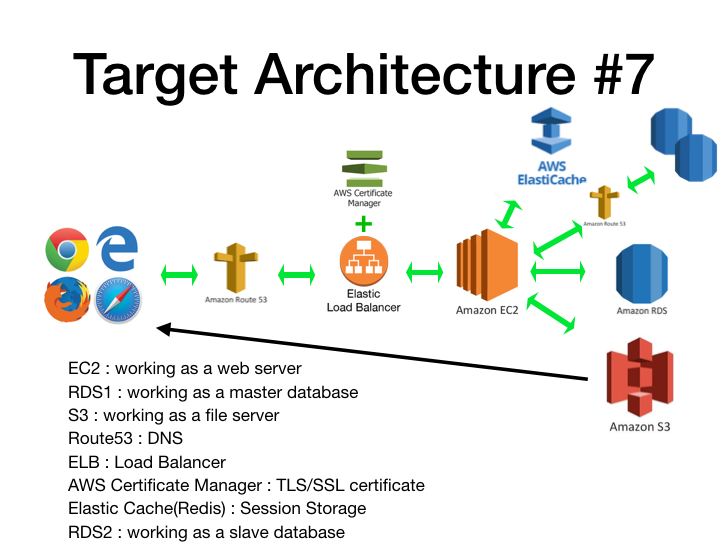 Target Architecture #7
AWS
ElastiCache
AWS Certificate
Manager
Amazon Route 53
+
Amazon Route 53
Elastic
Load Balancer
Amazon EC2
Amazon RDS
Amazon S3
EC2 : working as a web server
RDS1 : working as a master database
S3 : working as a file server
Route53 : DNS
ELB : Load Balancer
AWS Certificate Manager : TLS/SSL certificate
Elastic Cache(Redis) : Session Storage
RDS2 : working as a slave database